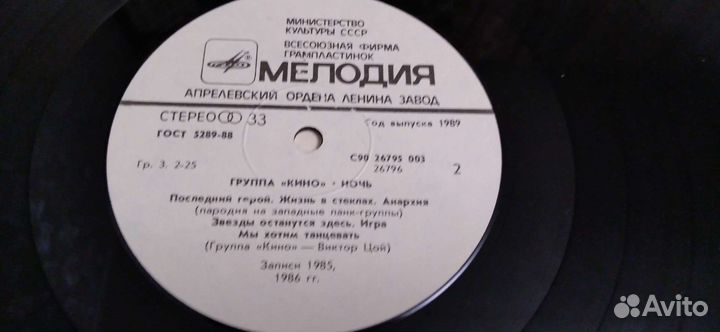 МИНИСТЕРСТВО
КУЛЬТУРЫ СССР
ВСЕСОЮЗНАЯ ФИРМА
ГРАМПЛАСТИНОК
МЕЛОДИЯ
АПРЕЛЕВСКИЙ ОРДЕНА ЛЕНИНА ЗАВОД
СТЕРЕО 33
Год выпуска 1989
ГОСТ 5289-88
С90 26795 003
Гр. 3. 2-25
26796
2
ГРУППА «КИНО» · НОЧЬ
Последний герой. Жизнь в стеклах. Анархия
(пародия на западные панк-группы)
Звезды останутся здесь. Игра
Мы хотим танцевать
(Группа «Кино» — Виктор Цой)
Записи 1985,
1986 гг.
Avito